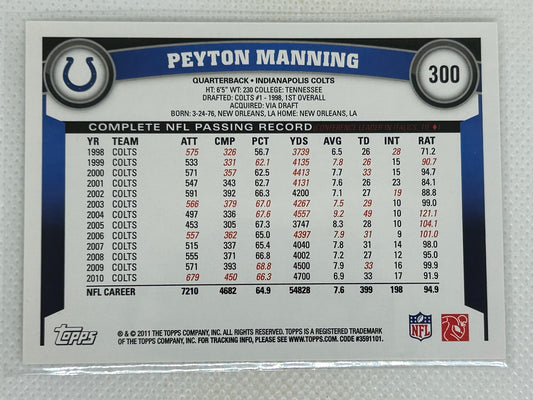 PEYTON MANNING
300
QUARTERBACK • INDIANAPOLIS COLTS
HT: 6'5" WT: 230 COLLEGE: TENNESSEE
DRAFTED: COLTS #1 - 1998, 1ST OVERALL
ACQUIRED: VIA DRAFT
BORN: 3-24-76, NEW ORLEANS, LA HOME: NEW ORLEANS, LA
COMPLETE NFL PASSING RECORD (CONFERENCE LEADER IN ITALICS, TIE ♦)
YR TEAM ATT CMP PCT YDS AVG TD INT RAT
1998 COLTS 575 326 56.7 3739 6.5 26 28 71.2
1999 COLTS 533 331 62.1 4135 7.8 26 15 90.7
2000 COLTS 571 357 62.5 4413 7.7 33 15 94.7
2001 COLTS 547 343 62.7 4131 7.6 26 23 84.1
2002 COLTS 591 392 66.3 4200 7.1 27 19 88.8
2003 COLTS 566 379 67.0 4267 7.5 29 10 99.0
2004 COLTS 497 336 67.6 4557 9.2 49 10 121.1
2005 COLTS 453 305 67.3 3747 8.3 28 10 104.1
2006 COLTS 557 362 65.0 4397 7.9 31 9 101.0
2007 COLTS 515 337 65.4 4040 7.8 31 14 98.0
2008 COLTS 555 371 66.8 4002 7.2 27 12 95.0
2009 COLTS 571 393 68.8 4500 7.9 33 16 99.9
2010 COLTS 679 450 66.3 4700 6.9 33 17 91.9
NFL CAREER 7210 4682 64.9 54828 7.6 399 198 94.9
topps
® & © 2011 THE TOPPS COMPANY, INC. ALL RIGHTS RESERVED. TOPPS IS A REGISTERED TRADEMARK
OF THE TOPPS COMPANY, INC. FOR TRACKING INFO, PLEASE SEE WWW.TOPPS.COM. CODE #3591101.
NFL